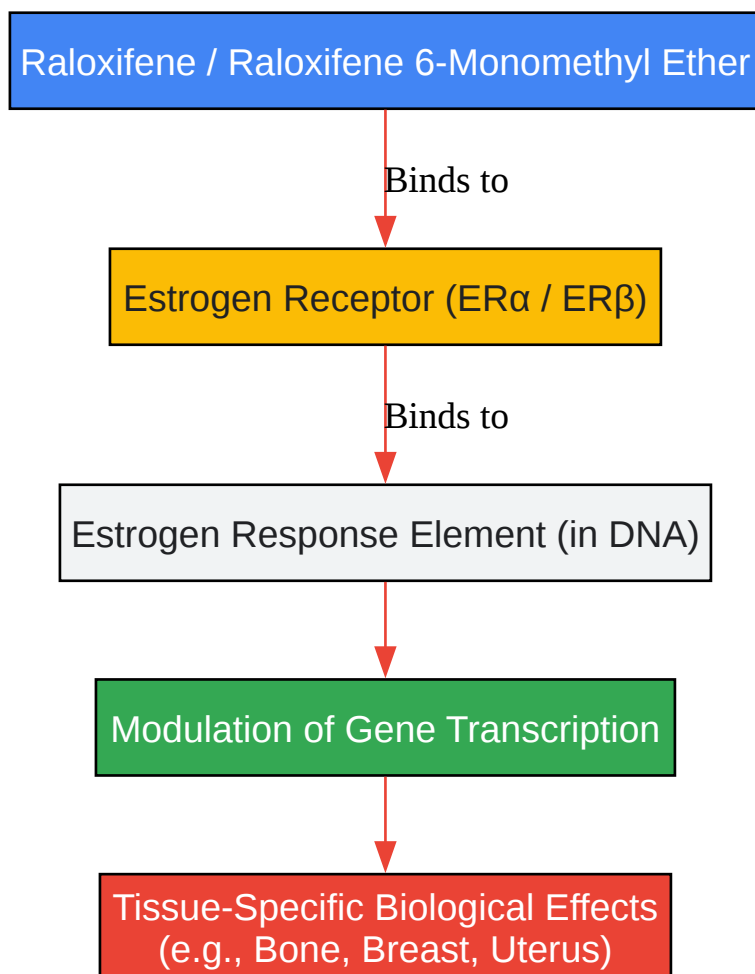 Raloxifene / Raloxifene 6-Monomethyl Ether
Binds to
Estrogen Receptor (ERα / ERβ)
Binds to
Estrogen Response Element (in DNA)
Modulation of Gene Transcription
Tissue-Specific Biological Effects
(e.g., Bone, Breast, Uterus)